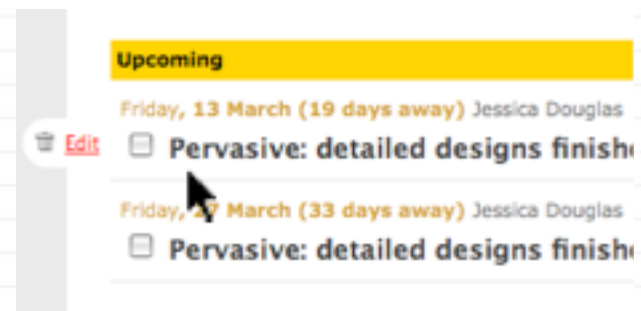 Upcoming
Friday, 13 March (19 days away) Jessica Douglas
Edit
Pervasive: detailed designs finishe
Friday, 27 March (33 days away) Jessica Douglas
Pervasive: detailed designs finishe